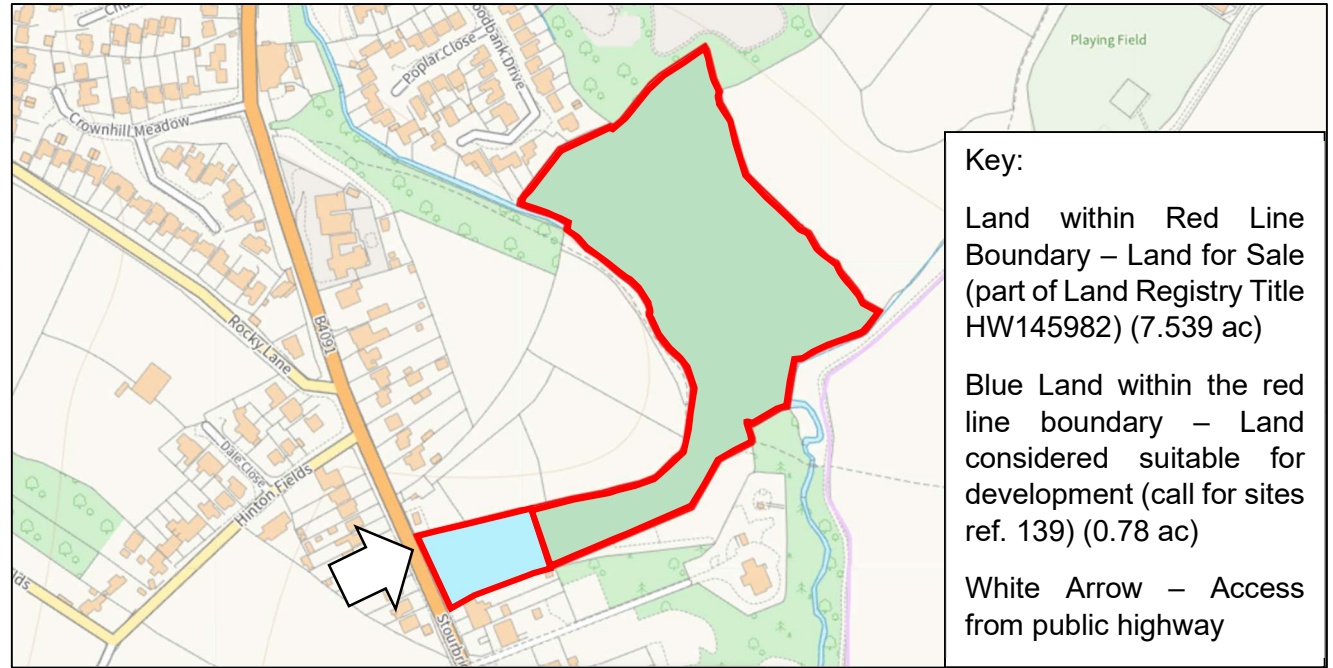 Poplar Close
oodbank Drive
Playing Field
Crownhill Meadow
B4091
Rocky Lane
Dale Close
Hinton Fields
Stourbri
Key:
Land within Red Line
Boundary – Land for Sale
(part of Land Registry Title
HW145982) (7.539 ac)
Blue Land within the red
line boundary – Land
considered suitable for
development (call for sites
ref. 139) (0.78 ac)
White Arrow – Access
from public highway